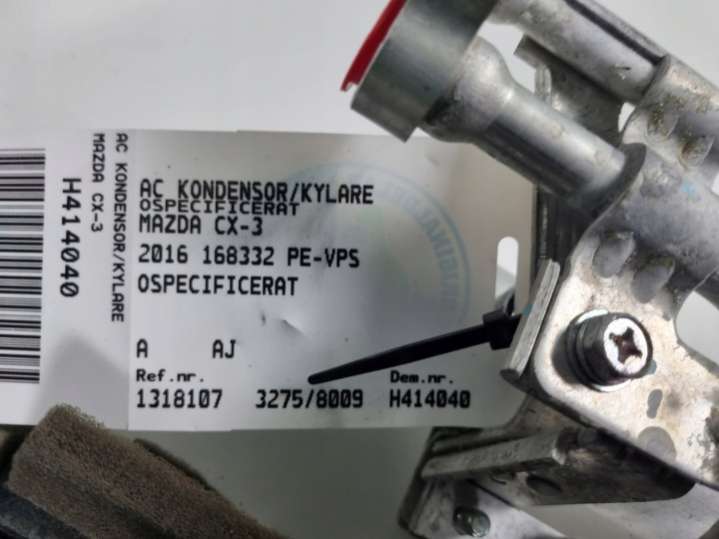 AC KONDENSOR/KYLARE
OSPECIFICERAT
MAZDA CX-3
2016 168332 PE-VPS
OSPECIFICERAT
A AJ
Ref.nr. Dem.nr.
1318107 3275/8009 H414040
AC KONDENSOR/KYLARE
MAZDA CX-3
H414040